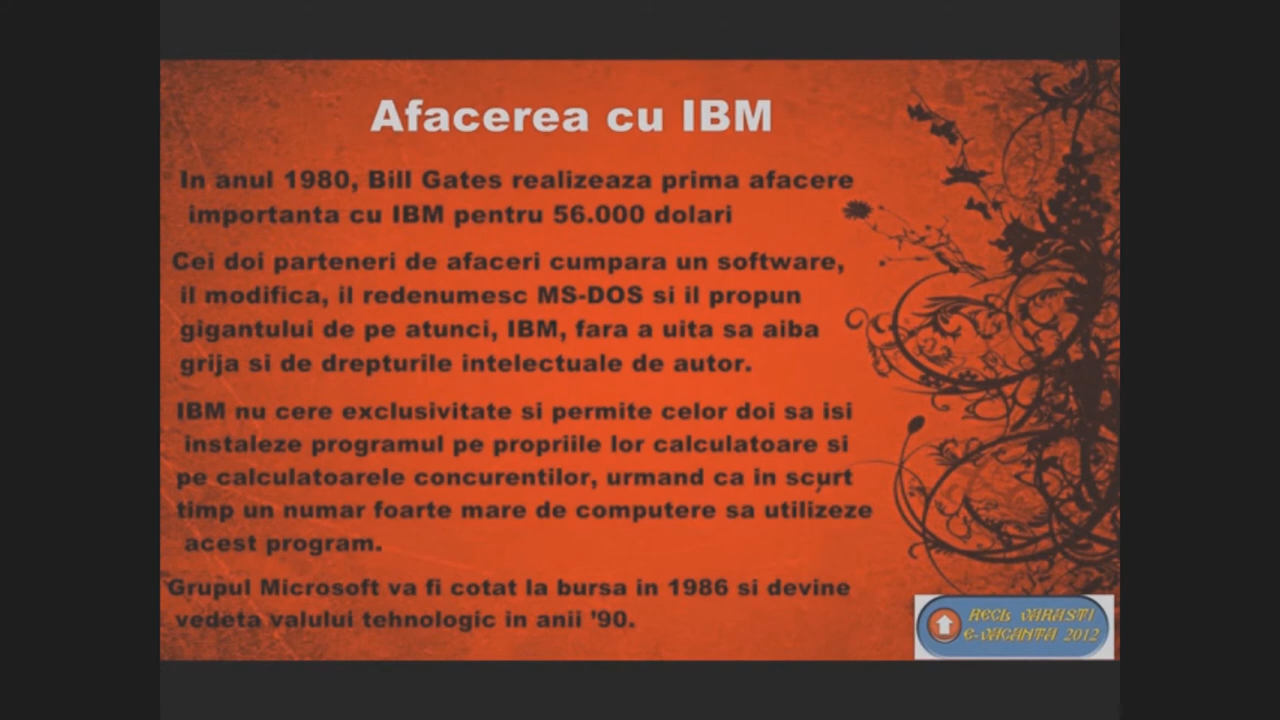 Afacerea cu IBM
In anul 1980, Bill Gates realizeaza prima afacere
importanta cu IBM pentru 56.000 dolari
Cei doi parteneri de afaceri cumpara un software,
il modifica, il redenumesc MS-DOS si il propun
gigantului de pe atunci, IBM, fara a uita sa aiba
grija si de drepturile intelectuale de autor.
IBM nu cere exclusivitate si permite celor doi sa isi
instaleze programul pe propriile lor calculatoare si
pe calculatoarele concurentilor, urmand ca in scurt
timp un numar foarte mare de computere sa utilizeze
acest program.
Grupul Microsoft va fi cotat la bursa in 1986 si devine
vedeta valului tehnologic in anii '90.
RECL VARASTI
E-VACANTA 2012